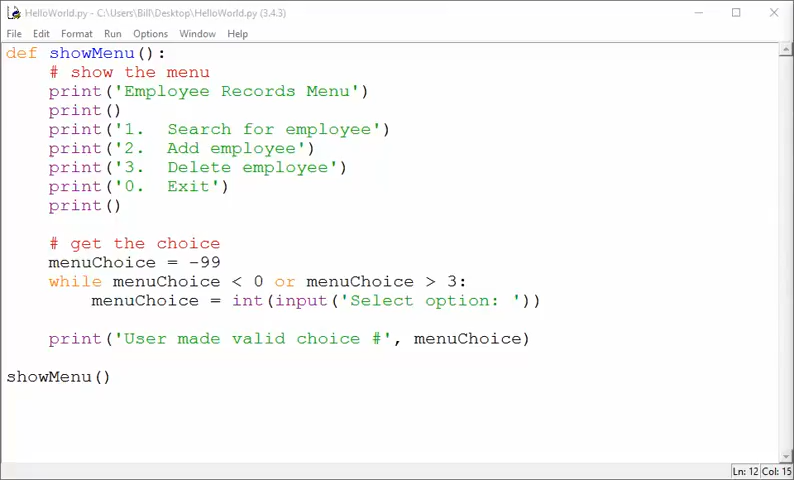 HelloWorld.py - C:\Users\Bill\Desktop\HelloWorld.py (3.4.3)
File Edit Format Run Options Window Help
def showMenu():
    # show the menu
    print('Employee Records Menu')
    print()
    print('1.  Search for employee')
    print('2.  Add employee')
    print('3.  Delete employee')
    print('0.  Exit')
    print()

    # get the choice
    menuChoice = -99
    while menuChoice < 0 or menuChoice > 3:
        menuChoice = int(input('Select option: '))

    print('User made valid choice #', menuChoice)

showMenu()
Ln: 12 Col: 15